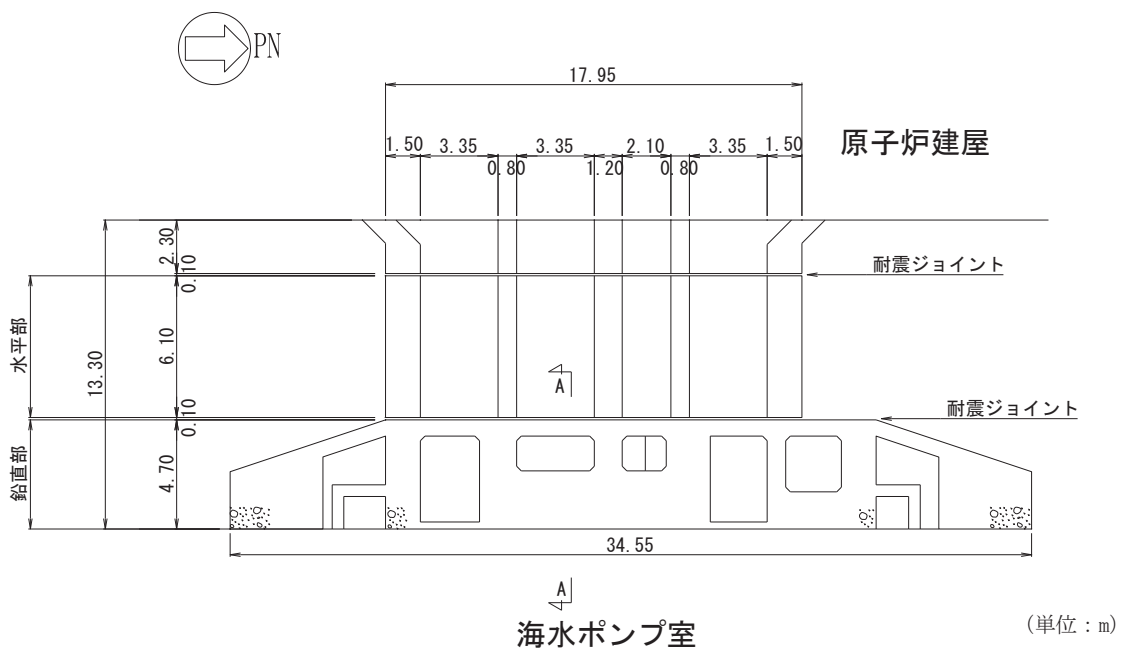 PN
17.95
原子炉建屋
1.50
3.35
0.80
3.35
1.20
2.10
0.80
3.35
1.50
2.30
0.10
耐震ジョイント
水平部
13.30
6.10
A
0.10
耐震ジョイント
鉛直部
4.70
34.55
A
海水ポンプ室
(単位：m)